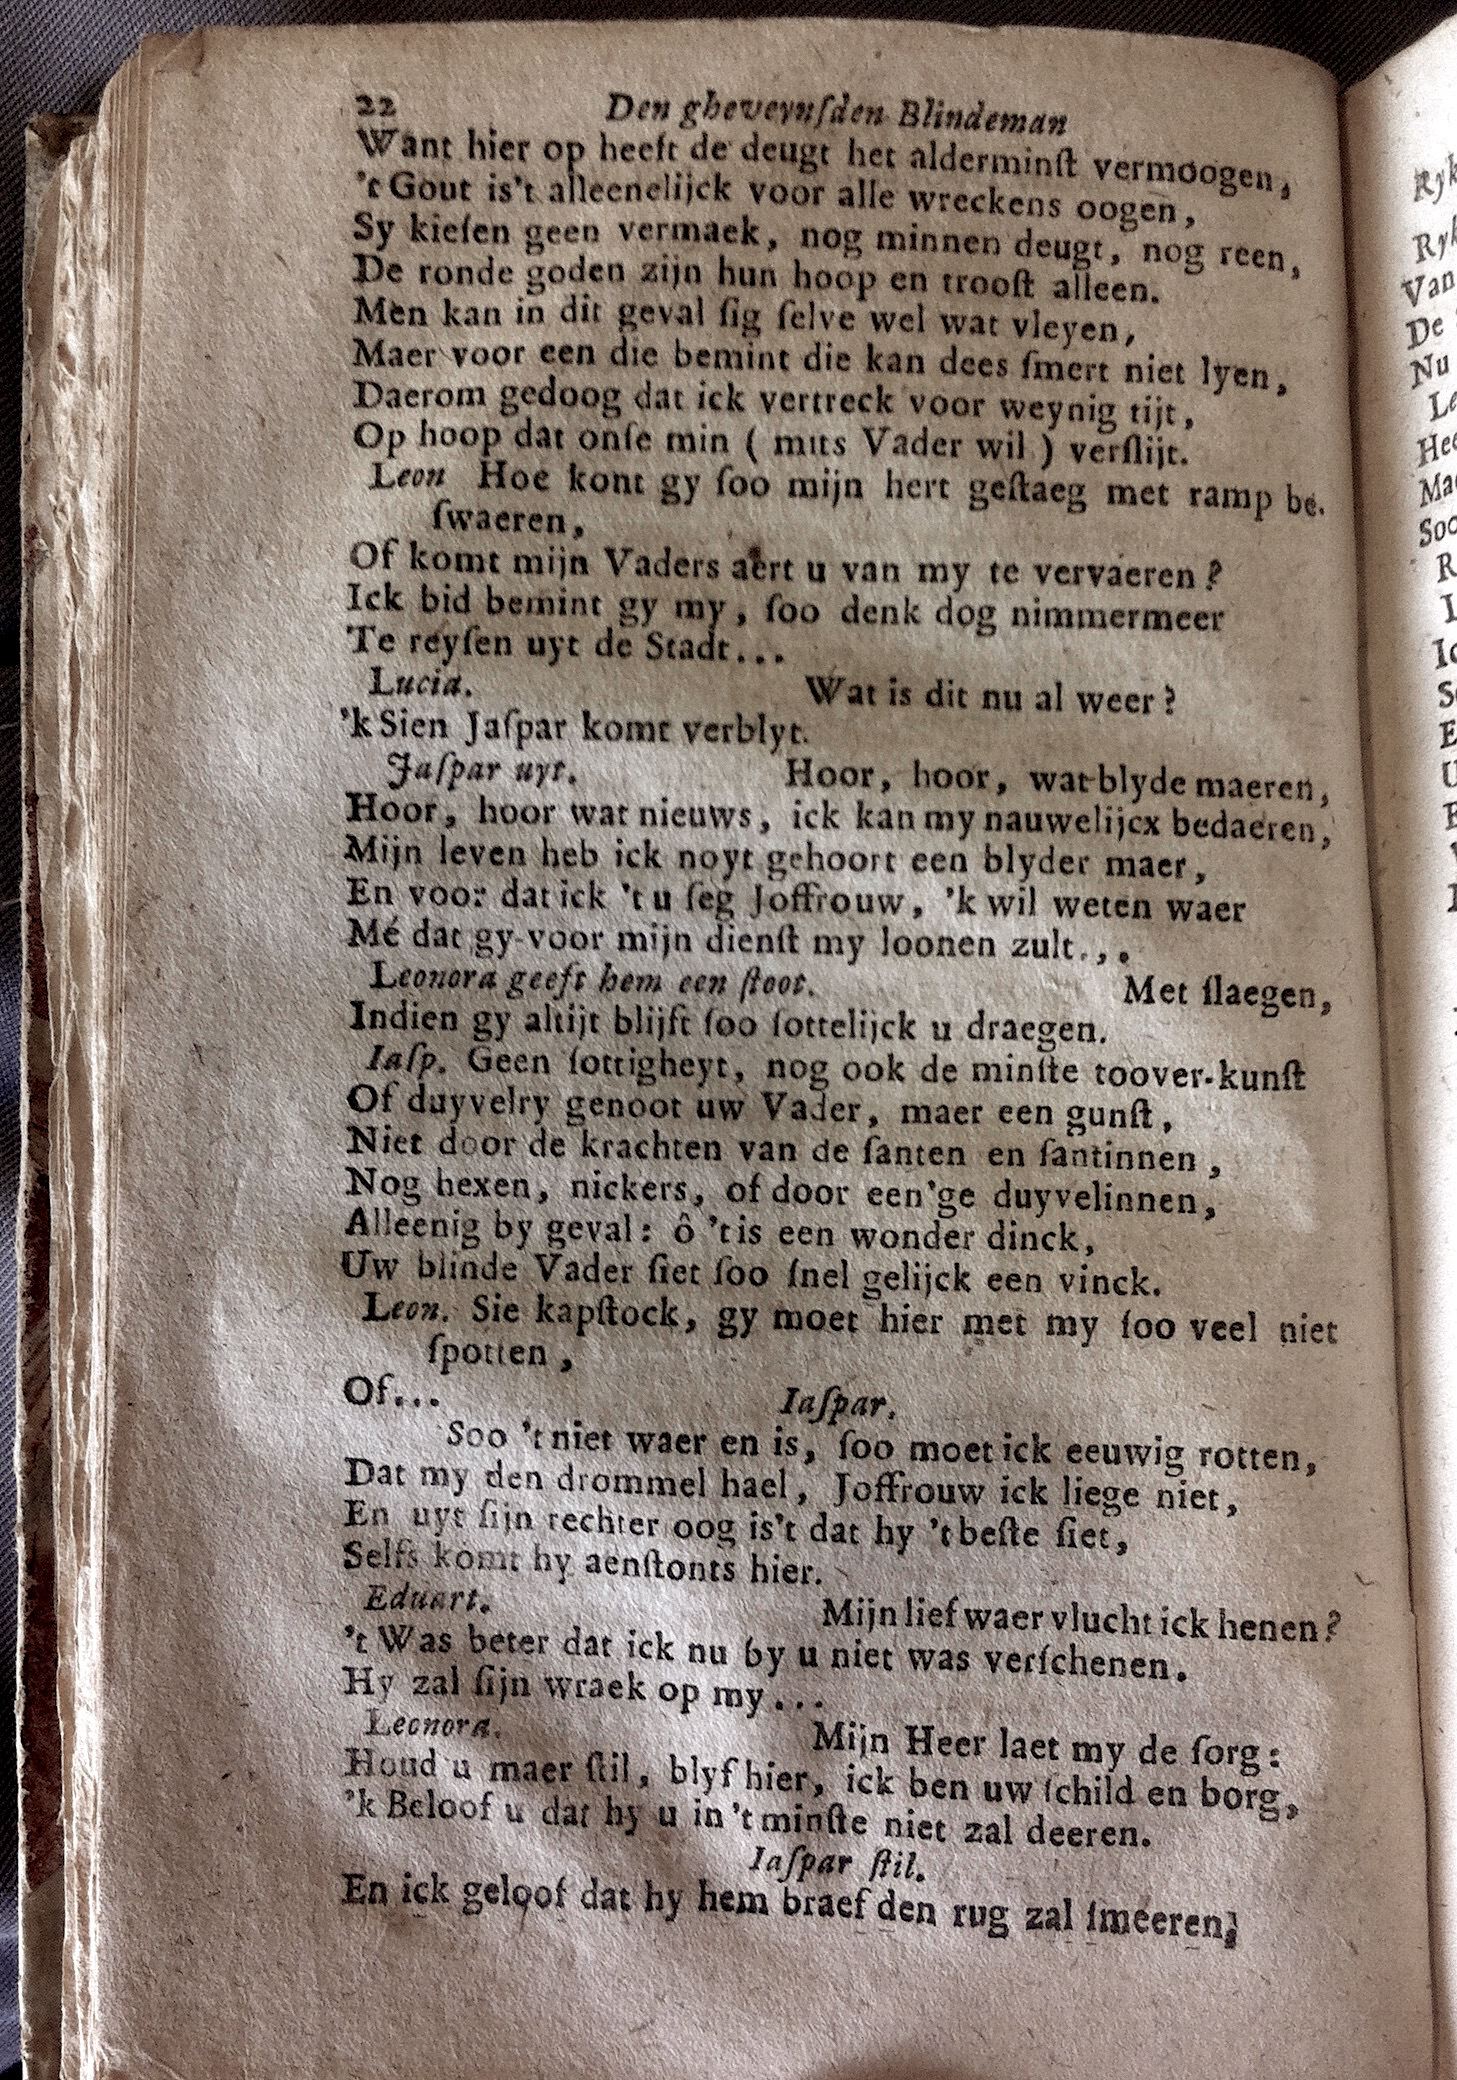 22 Den gheveynſden Blindeman
Want hier op heeft de deugt het alderminſt vermoogen,
't Gout is't alleenelijck voor alle wreckens oogen,
Sy kieſen geen vermaek, nog minnen deugt, nog reen,
De ronde goden zijn hun hoop en trooſt alleen.
Men kan in dit geval ſig ſelve wel wat vleyen,
Maer voor een die bemint die kan dees ſmert niet lyen,
Daerom gedoog dat ick vertreck voor weynig tijt,
Op hoop dat onſe min ( mits Vader wil ) verſlijt.
Leon Hoe kont gy ſoo mijn hert geſtaeg met ramp be.
ſwaeren,
Of komt mijn Vaders aert u van my te vervaeren?
Ick bid bemint gy my, ſoo denk dog nimmermeer
Te reyſen uyt de Stadt...
Lucia. Wat is dit nu al weer?
'k Sien Jaſpar komt verblyt.
Jaſpar uyt. Hoor, hoor, wat blyde maeren,
Hoor, hoor wat nieuws, ick kan my nauwelijcx bedaeren,
Mijn leven heb ick noyt gehoort een blyder maer,
En voor dat ick 't u ſeg Joffrouw, 'k wil weten waer
Mé dat gy voor mijn dienſt my loonen zult...
Leonora geeft hem een ſtoot. Met ſlaegen,
Indien gy altijt blijft ſoo ſottelijck u draegen.
Iaſp. Geen ſottigheyt, nog ook de minſte toover-kunſt
Of duyvelry genoot uw Vader, maer een gunſt,
Niet door de krachten van de ſanten en ſantinnen,
Nog hexen, nickers, of door een'ge duyvelinnen,
Alleenig by geval: ô 't is een wonder dinck,
Uw blinde Vader ſiet ſoo ſnel gelijck een vinck.
Leon. Sie kapſtock, gy moet hier met my ſoo veel niet
ſpotten,
Of... Iaſpar.
Soo 't niet waer en is, ſoo moet ick eeuwig rotten,
Dat my den drommel hael, Joffrouw ick liege niet,
En uyt ſijn rechter oog is't dat hy 't beſte ſiet,
Selfs komt hy aenſtonts hier.
Eduart. Mijn lief waer vlucht ick henen?
't Was beter dat ick nu by u niet was verſchenen.
Hy zal ſijn wraek op my...
Leonora. Mijn Heer laet my de ſorg:
Houd u maer ſtil, blyf hier, ick ben uw ſchild en borg,
'k Beloof u dat hy u in 't minſte niet zal deeren.
Iaſpar ſtil.
En ick geloof dat hy hem braef den rug zal ſmeeren,